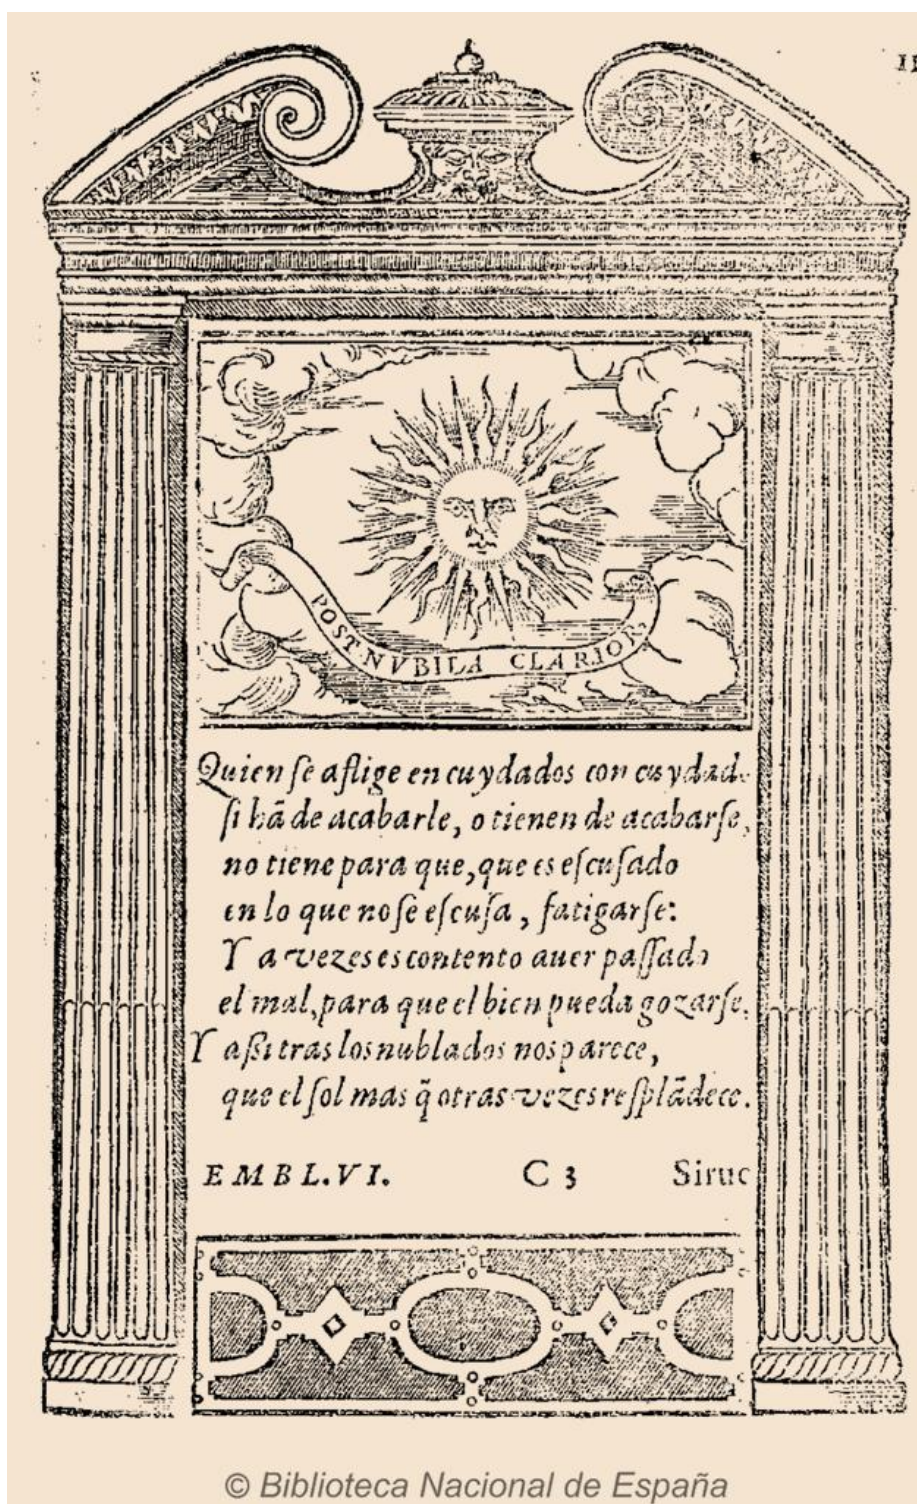 POST NVBILA CLARIOR,
Quien ſe aflige en cuydados con cuydad
ſi hã de acabarle, o tienen de acabarſe,
no tiene para que, que es eſcuſado
en lo que no ſe eſcuſa, fatigarſe:
Y a vezes es contento auer paſſado
el mal, para que el bien pueda gozarſe.
Y aſsi tras los nublados nos parece,
que el ſol mas q̃ otras vezes reſplãdece.
EMBL.VI. C 3 Sirue
© Biblioteca Nacional de España